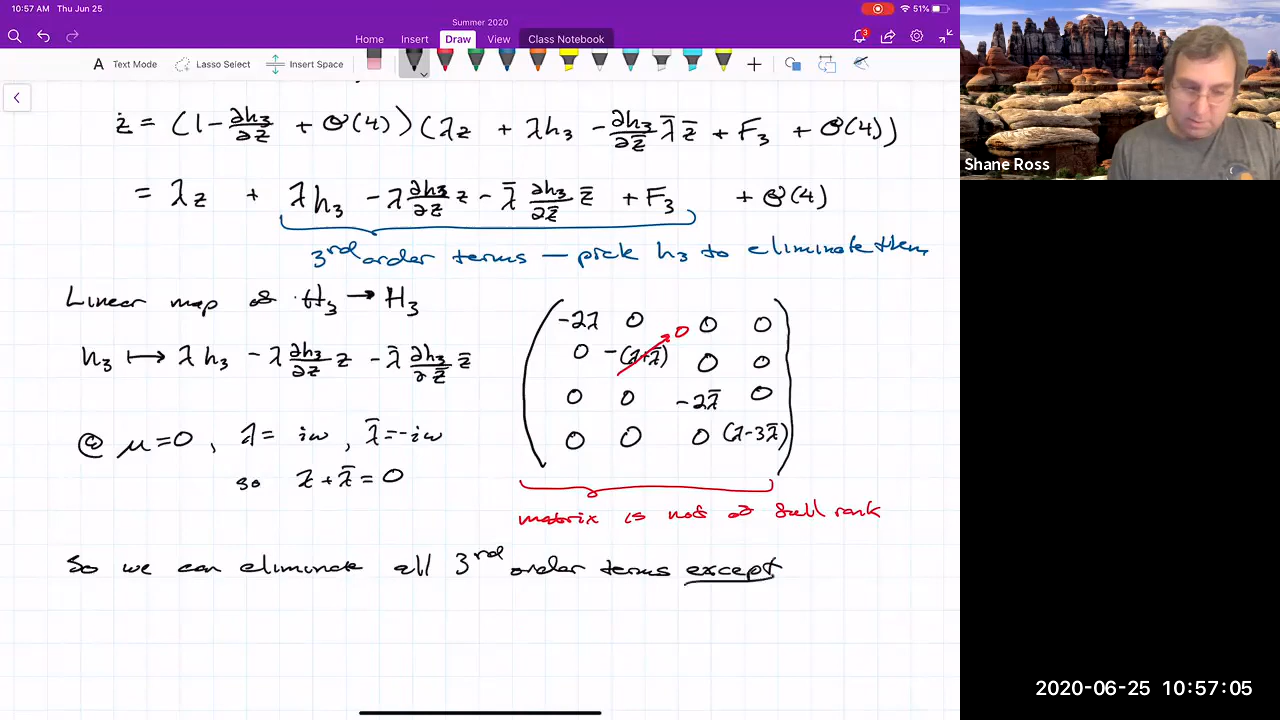 10:57 AM Thu Jun 25
51%
Summer 2020
Home Insert Draw View Class Notebook
3
A Text Mode Lasso Select Insert Space
Shane Ross
ż = (1 - ∂h₃/∂z + O(4))(λz + λh₃ - ∂h₃/∂z̄ λ̄ z̄ + F₃ + O(4))
= λz + λh₃ - λ ∂h₃/∂z z - λ̄ ∂h₃/∂z̄ z̄ + F₃ + O(4)
3rd order terms — pick h₃ to eliminate them
Linear map of H₃ → H₃
h₃ ↦ λh₃ - λ ∂h₃/∂z z - λ̄ ∂h₃/∂z̄ z̄
@ μ=0, λ = iω, λ̄ = -iω
so λ + λ̄ = 0
-2λ 0 0 0
0 -(λ+λ̄) 0 0 0
0 0 -2λ̄ 0
0 0 0 (λ-3λ̄)
matrix is not of full rank
So we can eliminate all 3rd order terms except
2020-06-25 10:57:05